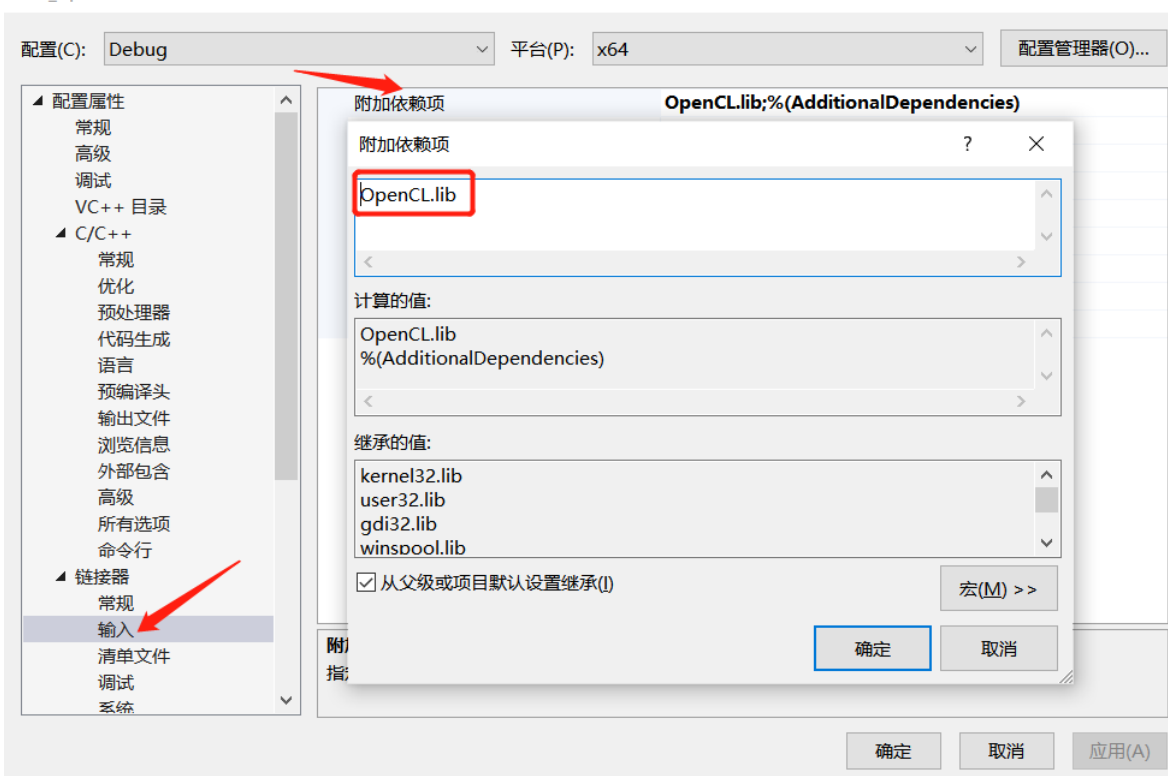 配置(C): Debug 平台(P): x64 配置管理器(O)...
配置属性
常规
高级
调试
VC++ 目录
C/C++
常规
优化
预处理器
代码生成
语言
预编译头
输出文件
浏览信息
外部包含
高级
所有选项
命令行
链接器
常规
输入
清单文件
调试
系统
附加依赖项 OpenCL.lib;%(AdditionalDependencies)
附加依赖项 ?
OpenCL.lib
计算的值:
OpenCL.lib
%(AdditionalDependencies)
继承的值:
kernel32.lib
user32.lib
gdi32.lib
winspool.lib
从父级或项目默认设置继承(I)
宏(M) >>
确定 取消
附
指
确定 取消 应用(A)